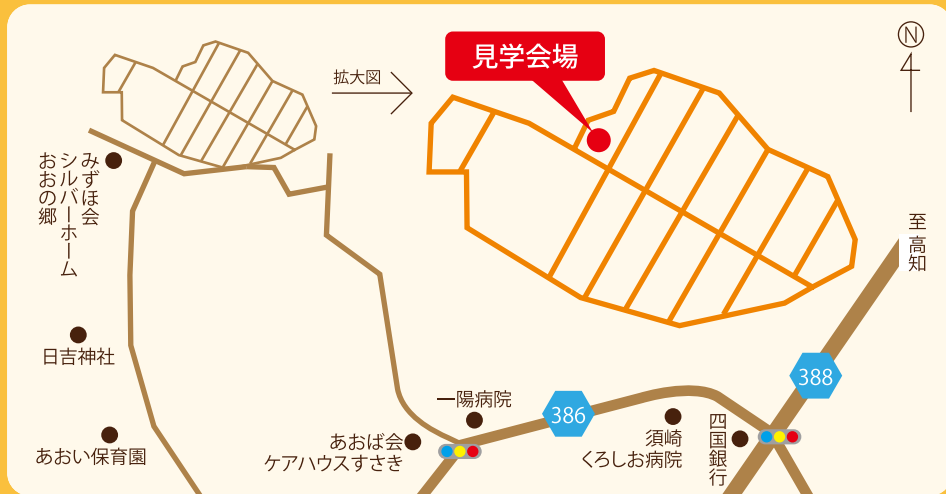 見学会場
N
拡大図
みずほ会
シルバーホーム
おおの郷
至高知
日吉神社
388
一陽病院
386
四国銀行
あおば会
ケアハウスすさき
須崎
くろしお病院
あおい保育園